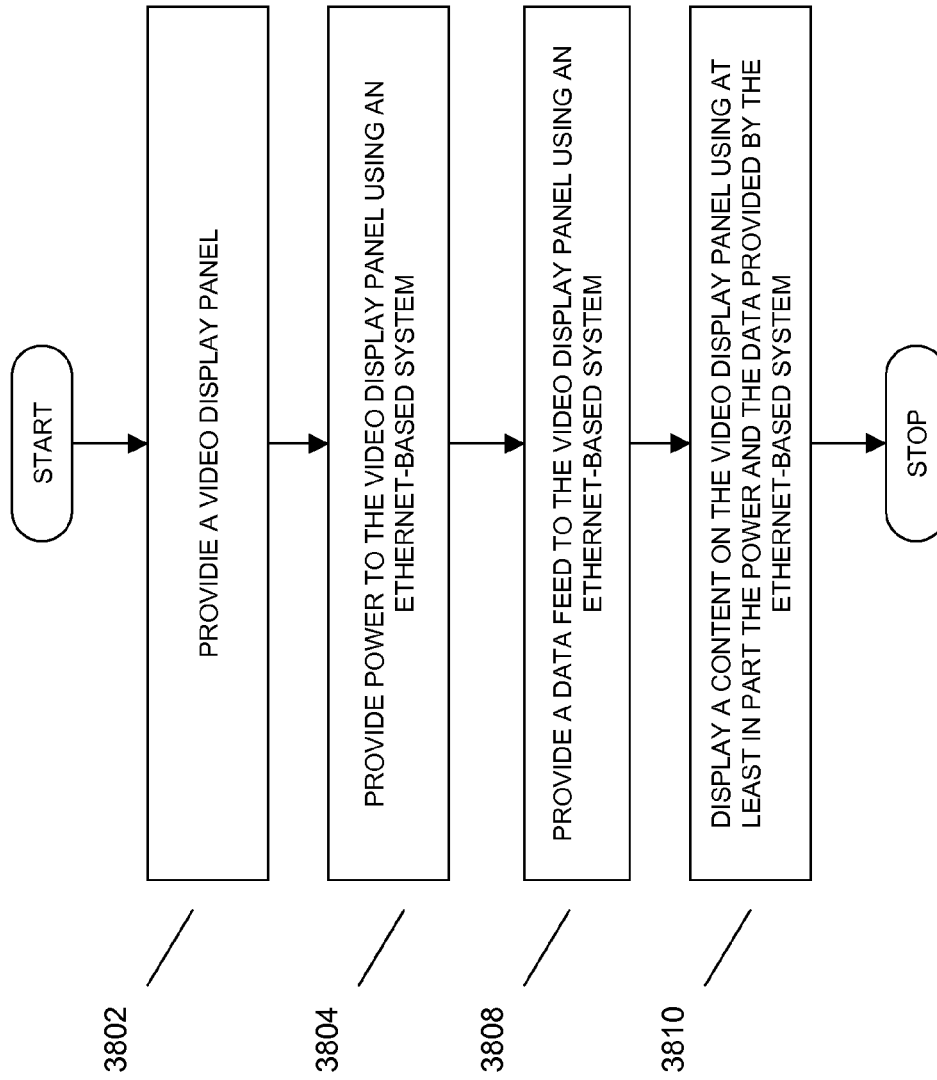 START
3802
PROVIDIE A VIDEO DISPLAY PANEL
3804
PROVIDE POWER TO THE VIDEO DISPLAY PANEL USING AN
ETHERNET-BASED SYSTEM
3808
PROVIDE A DATA FEED TO THE VIDEO DISPLAY PANEL USING AN
ETHERNET-BASED SYSTEM
3810
DISPLAY A CONTENT ON THE VIDEO DISPLAY PANEL USING AT
LEAST IN PART THE POWER AND THE DATA PROVIDED BY THE
ETHERNET-BASED SYSTEM
STOP